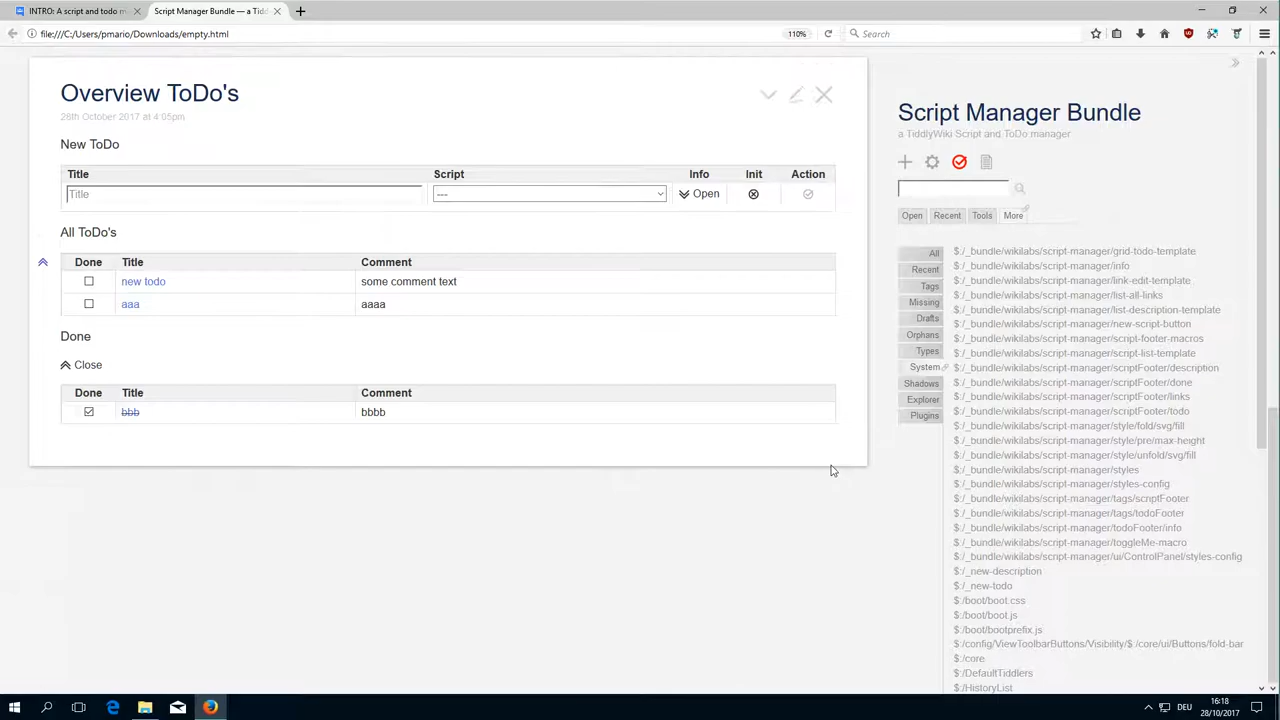 INTRO: A script and todo m
Script Manager Bundle — a Tiddl
file:///C:/Users/pmario/Downloads/empty.html
110%
Search
Overview ToDo's
28th October 2017 at 4:05pm
New ToDo
Title Script Info Init Action
Title --- Open
All ToDo's
Done Title Comment
new todo some comment text
aaa aaaa
Done
Close
Done Title Comment
bbb bbbb
Script Manager Bundle
a TiddlyWiki Script and ToDo manager
Open Recent Tools More
All
Recent
Tags
Missing
Drafts
Orphans
Types
System
Shadows
Explorer
Plugins
$:/_bundle/wikilabs/script-manager/grid-todo-template
$:/_bundle/wikilabs/script-manager/info
$:/_bundle/wikilabs/script-manager/link-edit-template
$:/_bundle/wikilabs/script-manager/list-all-links
$:/_bundle/wikilabs/script-manager/list-description-template
$:/_bundle/wikilabs/script-manager/new-script-button
$:/_bundle/wikilabs/script-manager/script-footer-macros
$:/_bundle/wikilabs/script-manager/script-list-template
$:/_bundle/wikilabs/script-manager/scriptFooter/description
$:/_bundle/wikilabs/script-manager/scriptFooter/done
$:/_bundle/wikilabs/script-manager/scriptFooter/links
$:/_bundle/wikilabs/script-manager/scriptFooter/todo
$:/_bundle/wikilabs/script-manager/style/fold/svg/fill
$:/_bundle/wikilabs/script-manager/style/pre/max-height
$:/_bundle/wikilabs/script-manager/style/unfold/svg/fill
$:/_bundle/wikilabs/script-manager/styles
$:/_bundle/wikilabs/script-manager/styles-config
$:/_bundle/wikilabs/script-manager/tags/scriptFooter
$:/_bundle/wikilabs/script-manager/tags/todoFooter
$:/_bundle/wikilabs/script-manager/todoFooter/info
$:/_bundle/wikilabs/script-manager/toggleMe-macro
$:/_bundle/wikilabs/script-manager/ui/ControlPanel/styles-config
$:/_new-description
$:/_new-todo
$:/boot/boot.css
$:/boot/boot.js
$:/boot/bootprefix.js
$:/config/ViewToolbarButtons/Visibility/$:/core/ui/Buttons/fold-bar
$:/core
$:/DefaultTiddlers
$:/HistoryList
DEU
16:18
28/10/2017